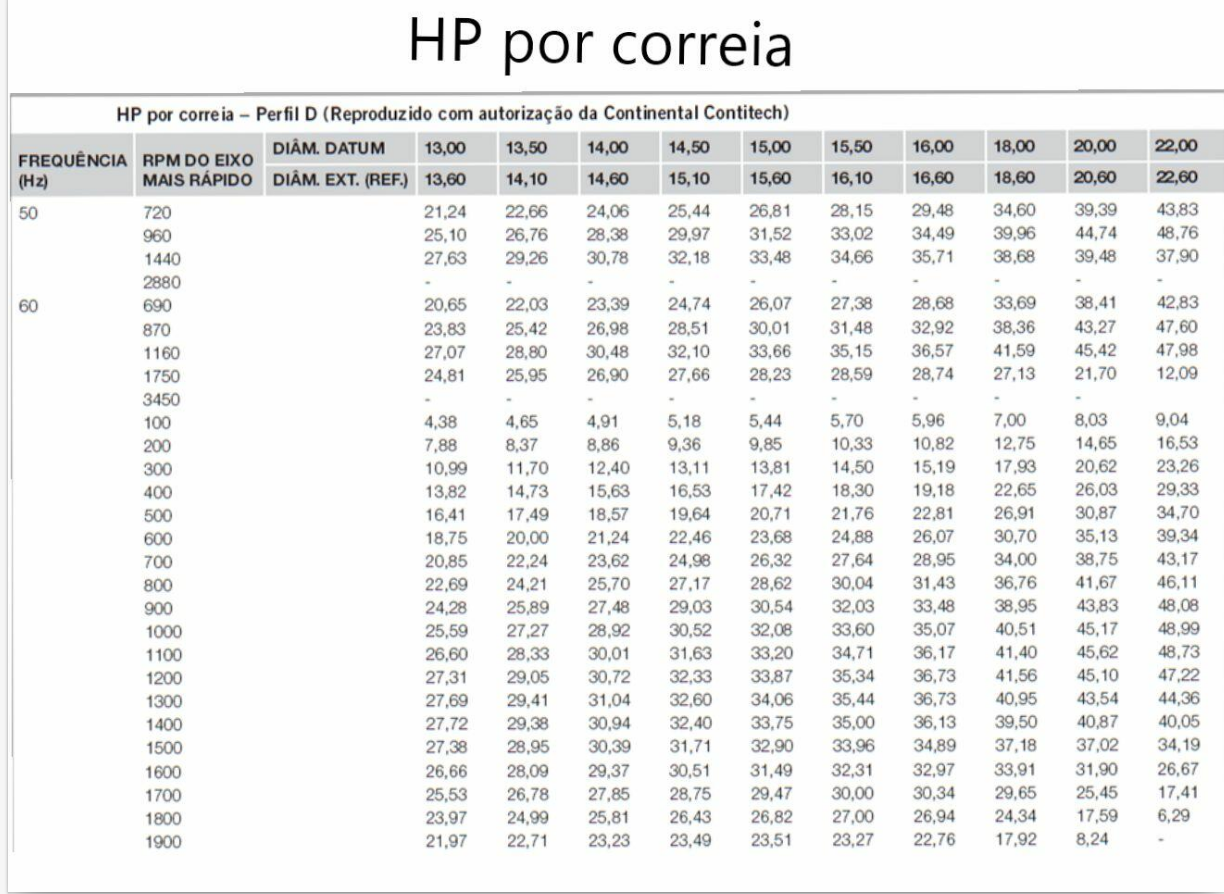 HP por correia
HP por correia – Perfil D (Reproduzido com autorização da Continental Contitech)
FREQUÊNCIA (Hz) RPM DO EIXO MAIS RÁPIDO DIÂM. DATUM 13,00 13,50 14,00 14,50 15,00 15,50 16,00 18,00 20,00 22,00
DIÂM. EXT. (REF.) 13,60 14,10 14,60 15,10 15,60 16,10 16,60 18,60 20,60 22,60
50 720 21,24 22,66 24,06 25,44 26,81 28,15 29,48 34,60 39,39 43,83
960 25,10 26,76 28,38 29,97 31,52 33,02 34,49 39,96 44,74 48,76
1440 27,63 29,26 30,78 32,18 33,48 34,66 35,71 38,68 39,48 37,90
2880 - - - - - - - - - -
60 690 20,65 22,03 23,39 24,74 26,07 27,38 28,68 33,69 38,41 42,83
870 23,83 25,42 26,98 28,51 30,01 31,48 32,92 38,36 43,27 47,60
1160 27,07 28,80 30,48 32,10 33,66 35,15 36,57 41,59 45,42 47,98
1750 24,81 25,95 26,90 27,66 28,23 28,59 28,74 27,13 21,70 12,09
3450 - - - - - - - - -
100 4,38 4,65 4,91 5,18 5,44 5,70 5,96 7,00 8,03 9,04
200 7,88 8,37 8,86 9,36 9,85 10,33 10,82 12,75 14,65 16,53
300 10,99 11,70 12,40 13,11 13,81 14,50 15,19 17,93 20,62 23,26
400 13,82 14,73 15,63 16,53 17,42 18,30 19,18 22,65 26,03 29,33
500 16,41 17,49 18,57 19,64 20,71 21,76 22,81 26,91 30,87 34,70
600 18,75 20,00 21,24 22,46 23,68 24,88 26,07 30,70 35,13 39,34
700 20,85 22,24 23,62 24,98 26,32 27,64 28,95 34,00 38,75 43,17
800 22,69 24,21 25,70 27,17 28,62 30,04 31,43 36,76 41,67 46,11
900 24,28 25,89 27,48 29,03 30,54 32,03 33,48 38,95 43,83 48,08
1000 25,59 27,27 28,92 30,52 32,08 33,60 35,07 40,51 45,17 48,99
1100 26,60 28,33 30,01 31,63 33,20 34,71 36,17 41,40 45,62 48,73
1200 27,31 29,05 30,72 32,33 33,87 35,34 36,73 41,56 45,10 47,22
1300 27,69 29,41 31,04 32,60 34,06 35,44 36,73 40,95 43,54 44,36
1400 27,72 29,38 30,94 32,40 33,75 35,00 36,13 39,50 40,87 40,05
1500 27,38 28,95 30,39 31,71 32,90 33,96 34,89 37,18 37,02 34,19
1600 26,66 28,09 29,37 30,51 31,49 32,31 32,97 33,91 31,90 26,67
1700 25,53 26,78 27,85 28,75 29,47 30,00 30,34 29,65 25,45 17,41
1800 23,97 24,99 25,81 26,43 26,82 27,00 26,94 24,34 17,59 6,29
1900 21,97 22,71 23,23 23,49 23,51 23,27 22,76 17,92 8,24 -